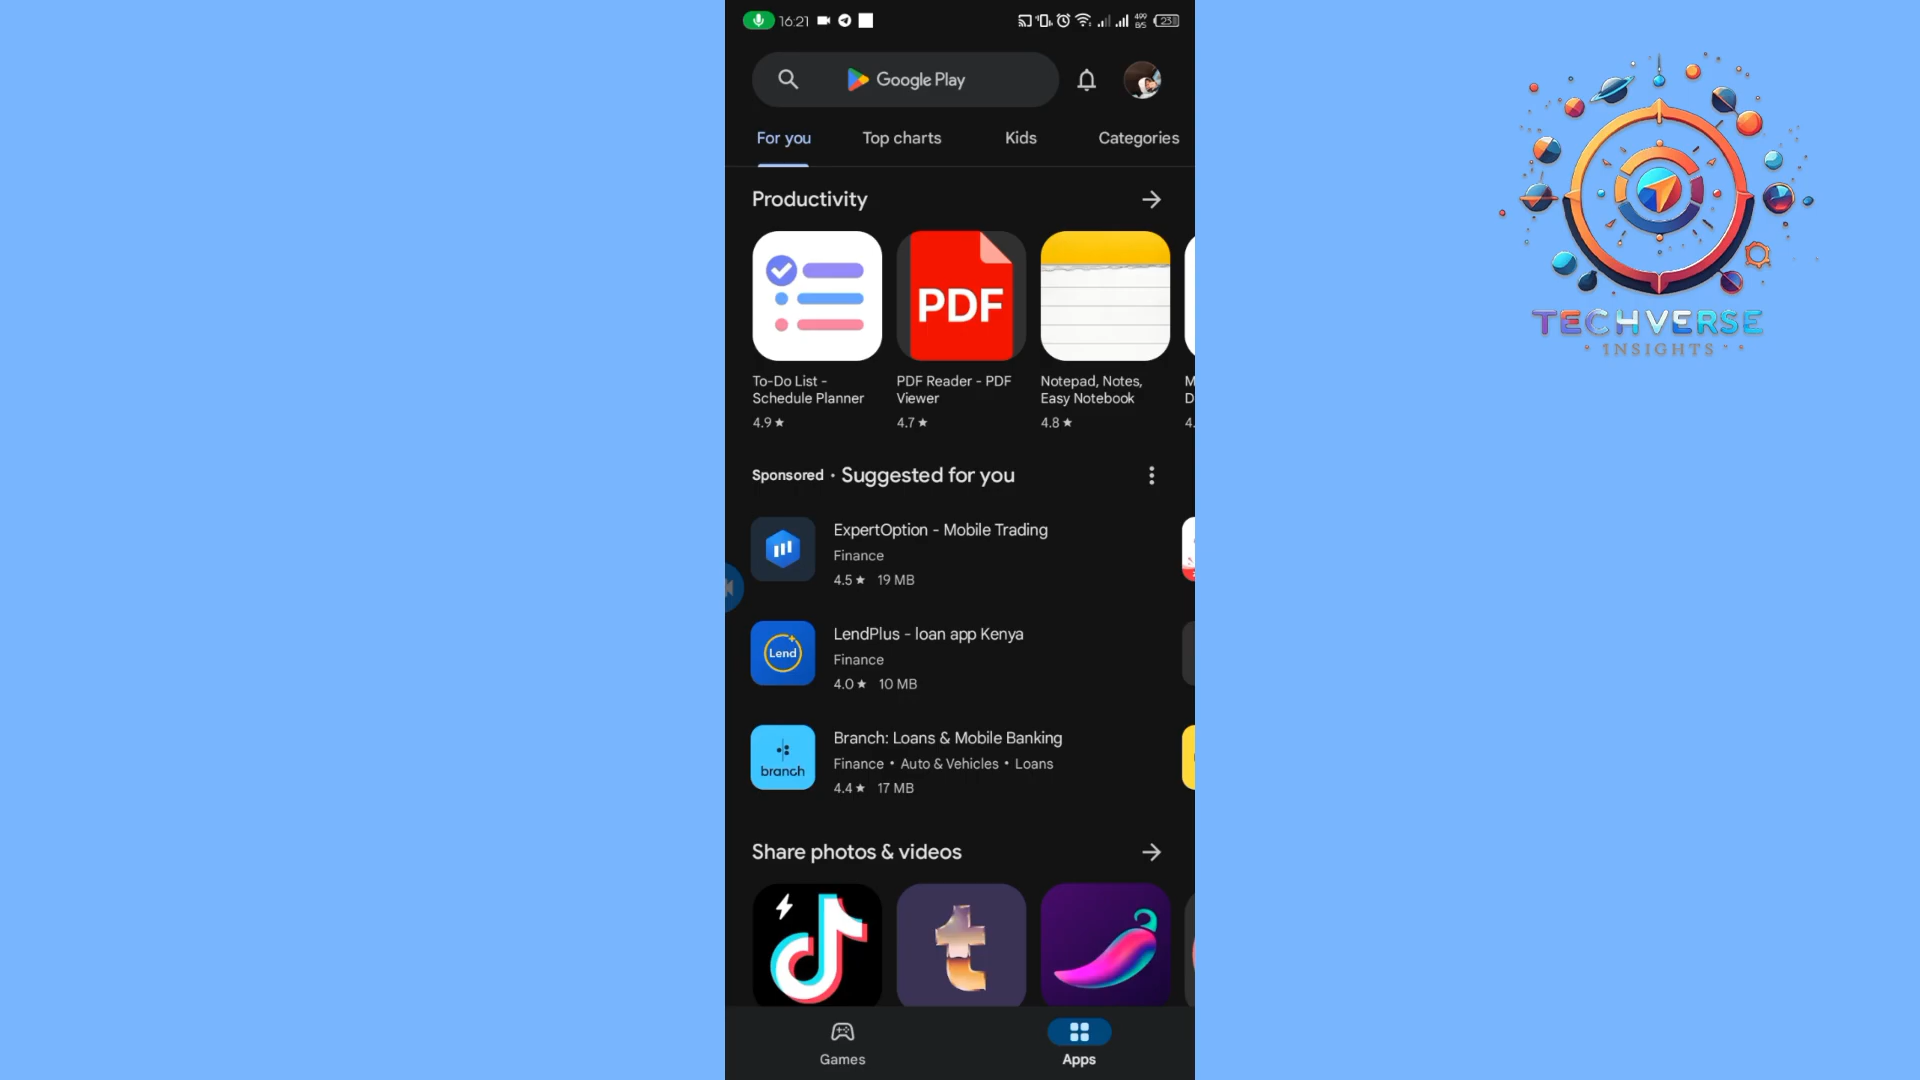 16:21
499
B/S
23
Google Play
For you
Top charts
Kids
Categories
Productivity
PDF
To-Do List -
Schedule Planner
4.9 ★
PDF Reader - PDF
Viewer
4.7 ★
Notepad, Notes,
Easy Notebook
4.8 ★
M
D
4.
Sponsored • Suggested for you
ExpertOption - Mobile Trading
Finance
4.5 ★ 19 MB
Lend
LendPlus - loan app Kenya
Finance
4.0 ★ 10 MB
branch
Branch: Loans & Mobile Banking
Finance • Auto & Vehicles • Loans
4.4 ★ 17 MB
Share photos & videos
t
Games
Apps
TECHVERSE
INSIGHTS